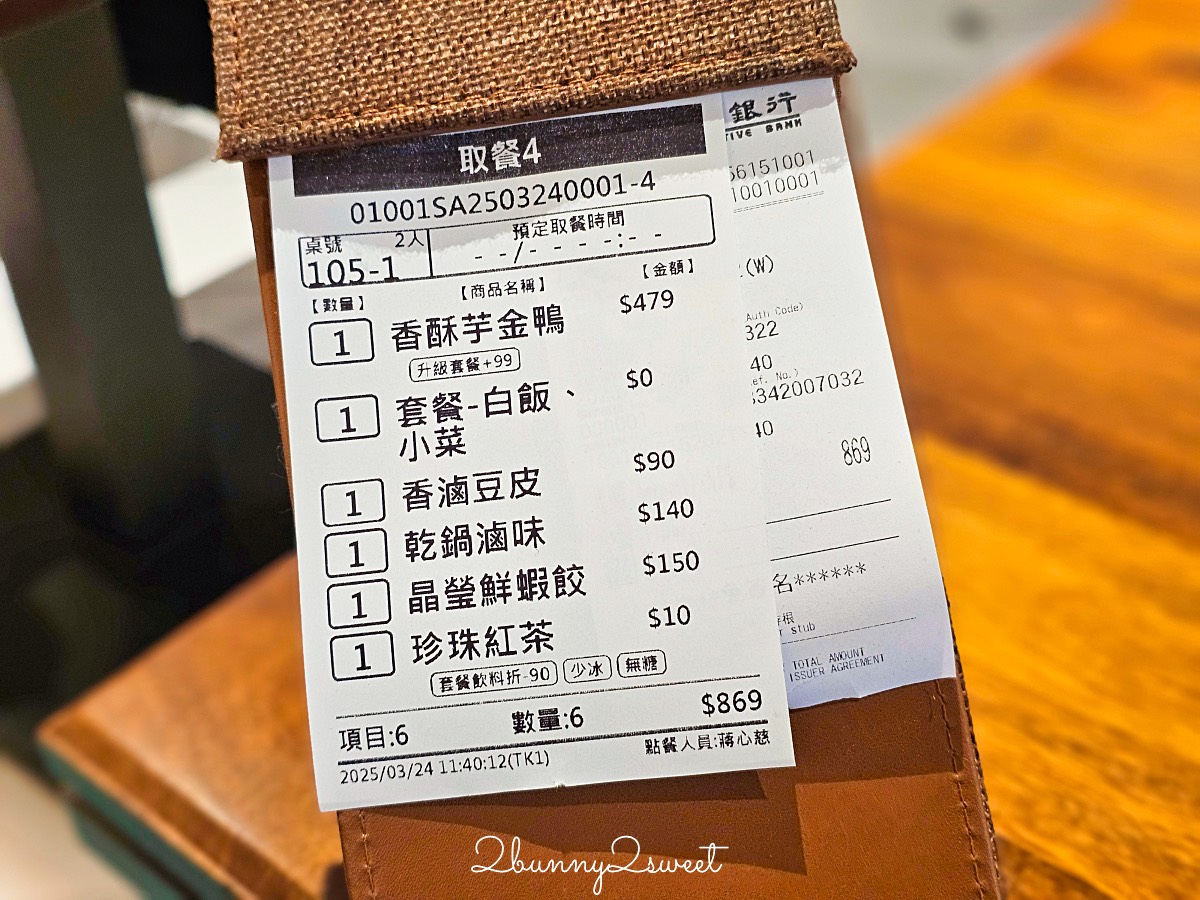 取餐4
01001SA2503240001-4
桌號 2人 預定取餐時間
105-1 - -/- - - -:- -
【數量】 【商品名稱】 【金額】
1 香酥芋金鴨 $479
升級套餐+99
1 套餐-白飯、 $0
小菜
1 香滷豆皮 $90
1 乾鍋滷味 $140
1 晶瑩鮮蝦餃 $150
1 珍珠紅茶 $10
套餐飲料折-90 少冰 無糖
項目:6 數量:6 $869
2025/03/24 11:40:12(TK1) 點餐人員:蔣心慈
銀行
TIVE BANK
56151001
10010001
(W)
Auth Code)
322
40
ef. No.)
342007032
40
869
名******
存根
r stub
TOTAL AMOUNT
ISSUER AGREEMENT
2bunny2sweet